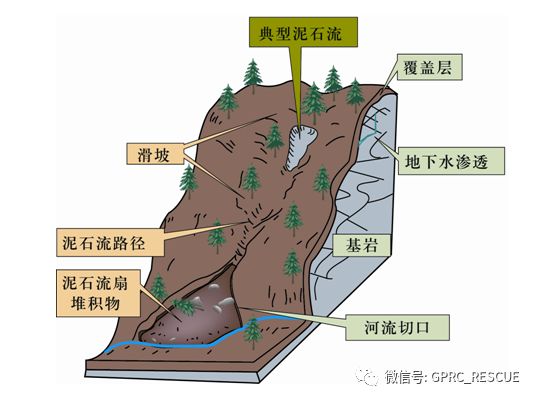 典型泥石流
覆盖层
滑坡
地下水渗透
泥石流路径
基岩
泥石流扇
堆积物
河流切口
微信号: GPRC_RESCUE